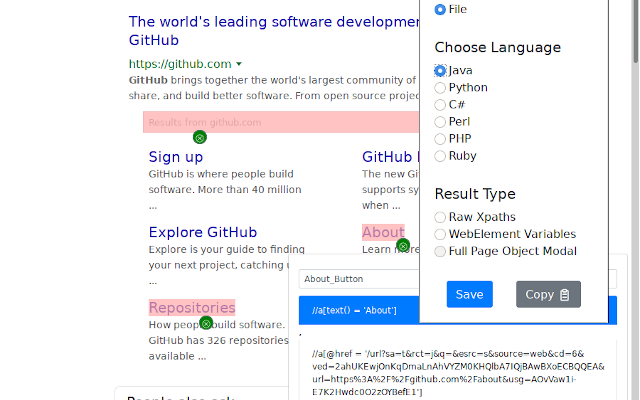 The world's leading software developmen
GitHub
https://github.com
GitHub brings together the world's largest community of
share, and build better software. From open source projec
Results from github.com
Sign up
GitHub is where people build
software. More than 40 million
...
Explore GitHub
Explore is your guide to finding
your next project, catching u
...
Repositories
How people build software.
GitHub has 326 repositories
available ...
People also ask
GitHub
The new Gi
supports sy
when ...
About
Learn more
About_Button
//a[text() = 'About']
//a[@href = '/url?sa=t&rct=j&q=&esrc=s&source=web&cd=6&
ved=2ahUKEwjOnKqDmaLnAhVYZM0KHQlbA7IQjBAwBXoECBQQEA&
url=https%3A%2F%2Fgithub.com%2Fabout&usg=AOvVaw1i-
E7K2Hwdc0O2zOYBefE1']
File
Choose Language
Java
Python
C#
Perl
PHP
Ruby
Result Type
Raw Xpaths
WebElement Variables
Full Page Object Modal
Save
Copy